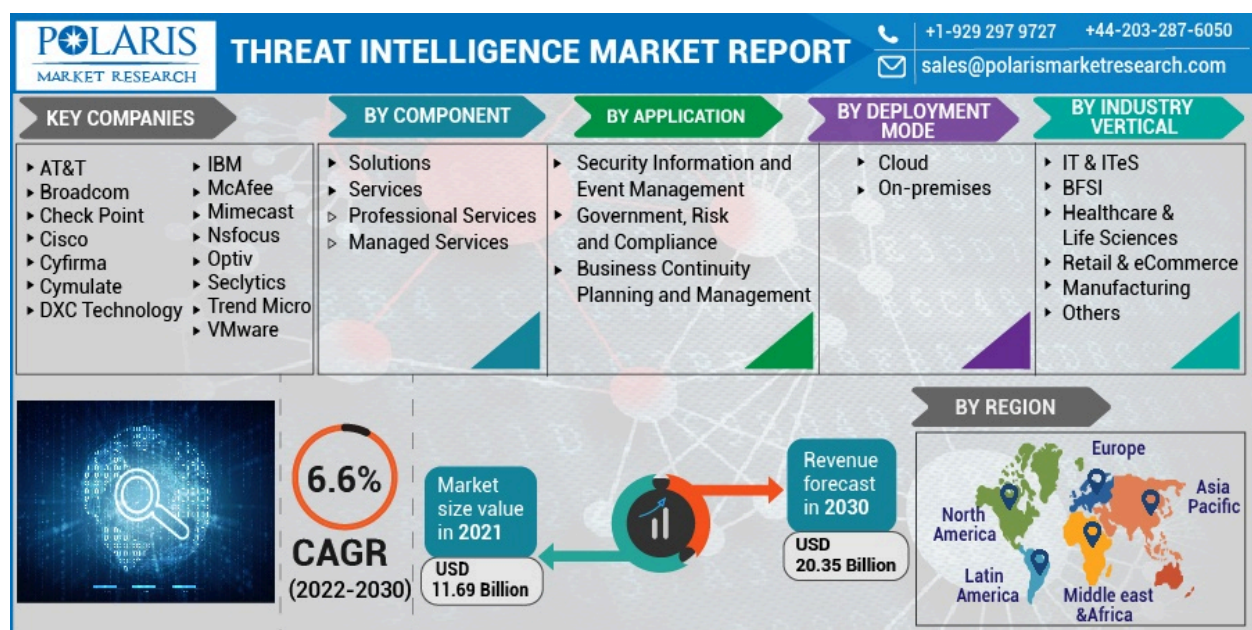 POLARIS
MARKET RESEARCH
THREAT INTELLIGENCE MARKET REPORT
+1-929 297 9727 +44-203-287-6050
sales@polarismarketresearch.com
KEY COMPANIES
AT&T
Broadcom
Check Point
Cisco
Cyfirma
Cymulate
DXC Technology
IBM
McAfee
Mimecast
Nsfocus
Optiv
Seclytics
Trend Micro
VMware
BY COMPONENT
Solutions
Services
Professional Services
Managed Services
BY APPLICATION
Security Information and
Event Management
Government, Risk
and Compliance
Business Continuity
Planning and Management
BY DEPLOYMENT
MODE
Cloud
On-premises
BY INDUSTRY
VERTICAL
IT & ITeS
BFSI
Healthcare &
Life Sciences
Retail & eCommerce
Manufacturing
Others
6.6%
CAGR
(2022-2030)
Market
size value
in 2021
USD
11.69 Billion
Revenue
forecast
in 2030
USD
20.35 Billion
BY REGION
Europe
Asia
Pacific
North
America
Latin
America
Middle east
&Africa